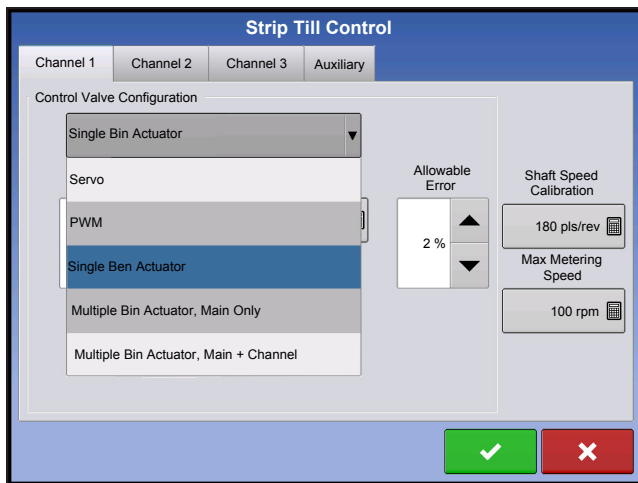 Strip Till Control
Channel 1
Channel 2
Channel 3
Auxiliary
Control Valve Configuration
Single Bin Actuator
Servo
PWM
Single Ben Actuator
Multiple Bin Actuator, Main Only
Multiple Bin Actuator, Main + Channel
Allowable
Error
2 %
Shaft Speed
Calibration
180 pls/rev
Max Metering
Speed
100 rpm